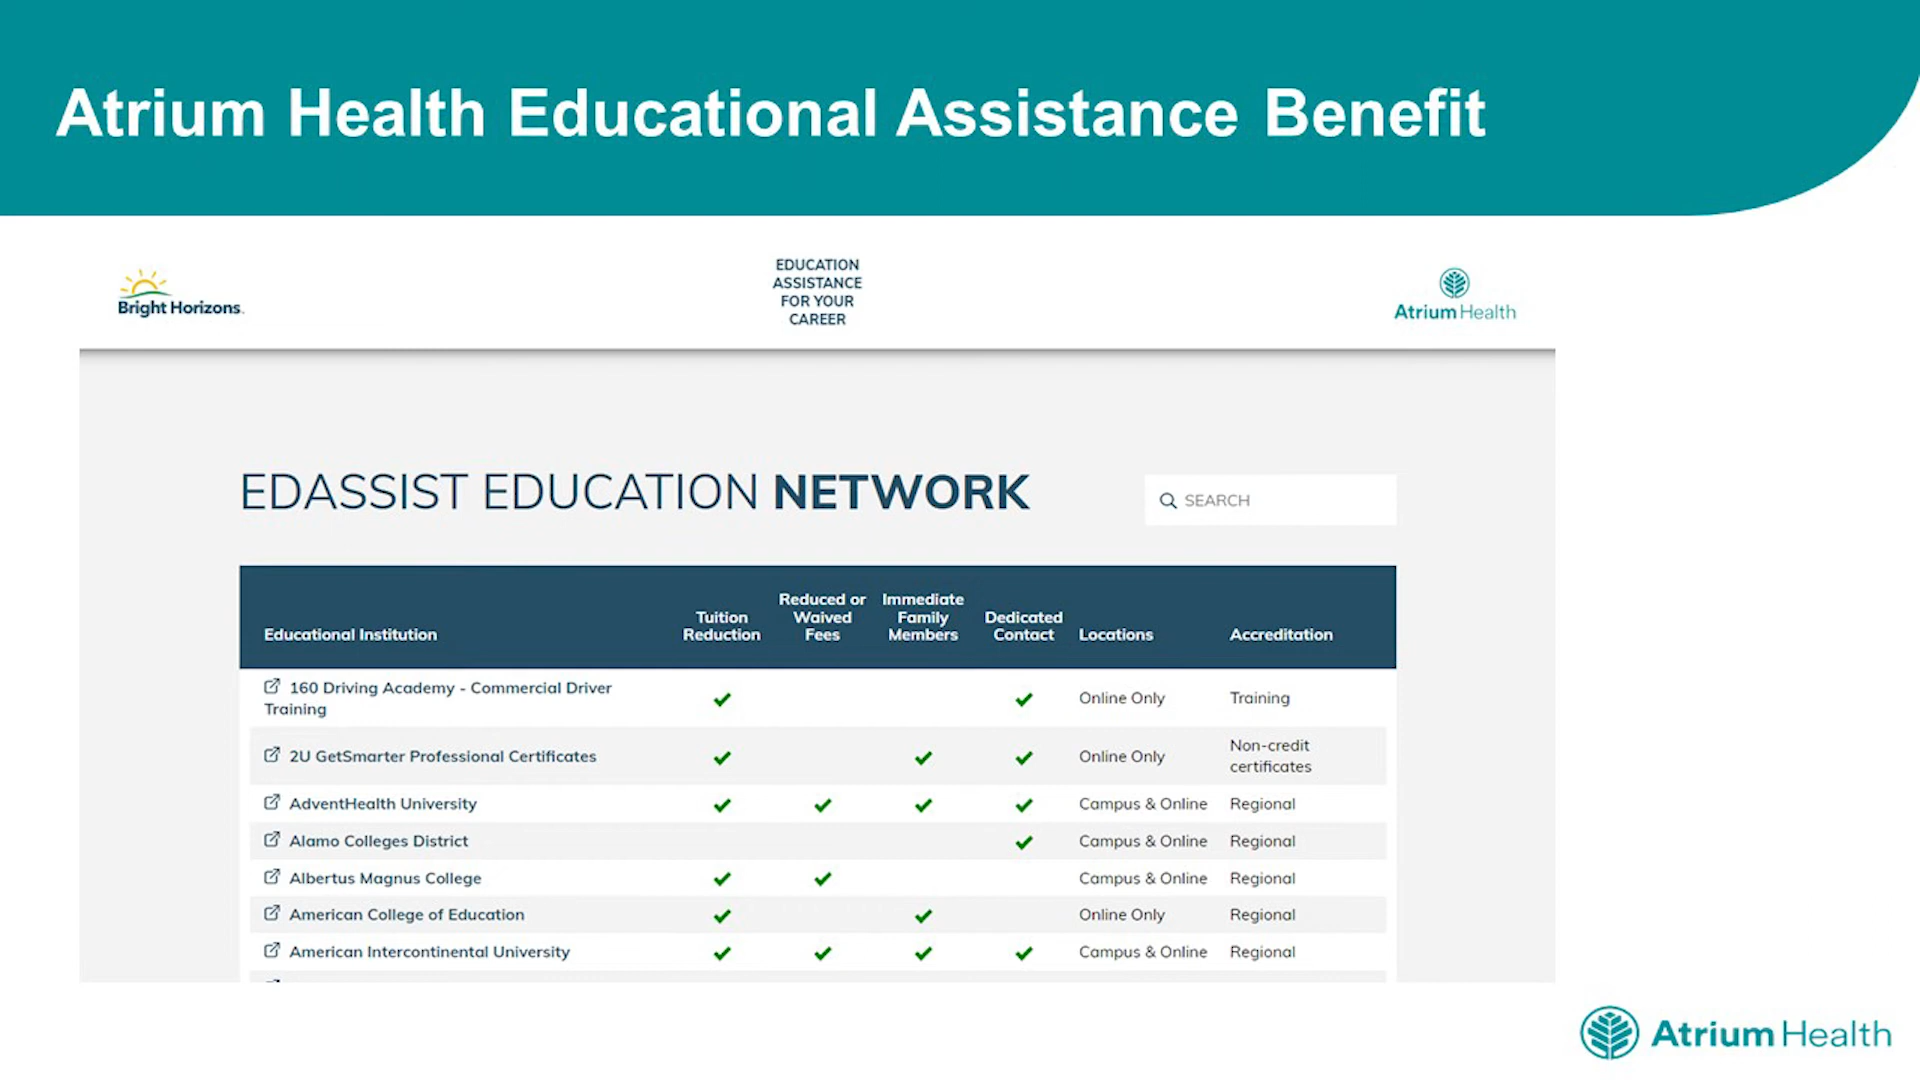 Atrium Health Educational Assistance Benefit
Bright Horizons.
EDUCATION
ASSISTANCE
FOR YOUR
CAREER
Atrium Health
EDASSIST EDUCATION NETWORK
SEARCH
Educational Institution Tuition Reduction Reduced or Waived Fees Immediate Family Members Dedicated Contact Locations Accreditation
160 Driving Academy - Commercial Driver
Training
Online Only Training
2U GetSmarter Professional Certificates Online Only Non-credit
certificates
AdventHealth University Campus & Online Regional
Alamo Colleges District Campus & Online Regional
Albertus Magnus College Campus & Online Regional
American College of Education Online Only Regional
American Intercontinental University Campus & Online Regional
Atrium Health